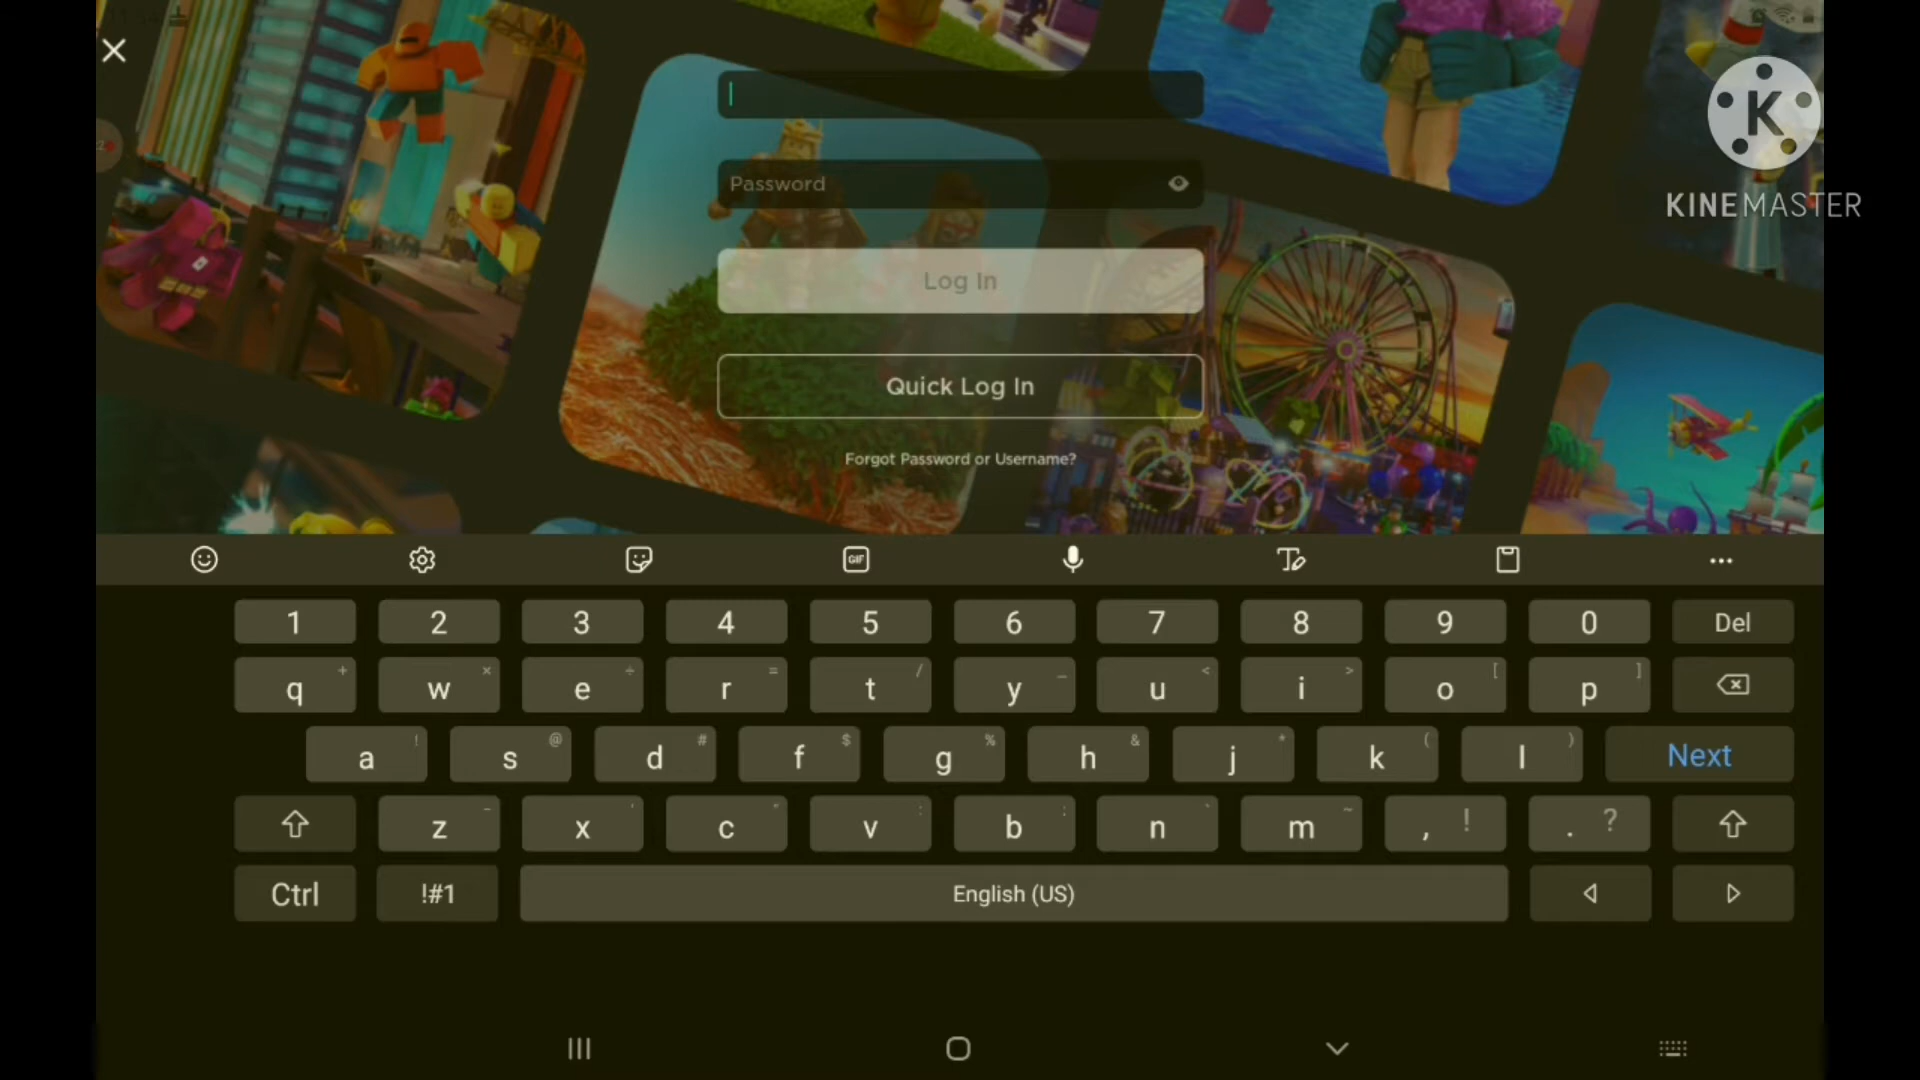 K
KINEMASTER
Password
Log In
Quick Log In
Forgot Password or Username?
GIF
1 2 3 4 5 6 7 8 9 0 Del
+ × ÷ = / _ < > [ ]
q w e r t y u i o p
! @ # $ % & * ( )
a s d f g h j k l Next
z x c v b n m , ! . ?
Ctrl !#1 English (US)